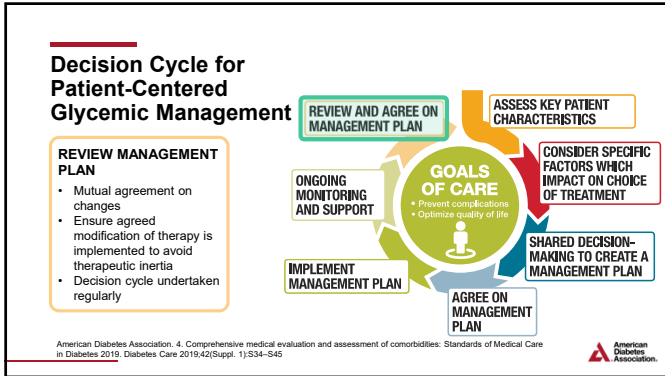 Decision Cycle for
Patient-Centered
Glycemic Management
REVIEW MANAGEMENT
PLAN
• Mutual agreement on
changes
• Ensure agreed
modification of therapy is
implemented to avoid
therapeutic inertia
• Decision cycle undertaken
regularly
REVIEW AND AGREE ON
MANAGEMENT PLAN
ASSESS KEY PATIENT
CHARACTERISTICS
CONSIDER SPECIFIC
FACTORS WHICH
IMPACT ON CHOICE
OF TREATMENT
SHARED DECISION-
MAKING TO CREATE A
MANAGEMENT PLAN
AGREE ON
MANAGEMENT
PLAN
IMPLEMENT
MANAGEMENT PLAN
ONGOING
MONITORING
AND SUPPORT
GOALS
OF CARE
• Prevent complications
• Optimize quality of life
American Diabetes Association. 4. Comprehensive medical evaluation and assessment of comorbidities: Standards of Medical Care
in Diabetes 2019. Diabetes Care 2019;42(Suppl. 1):S34–S45
American
Diabetes
Association.